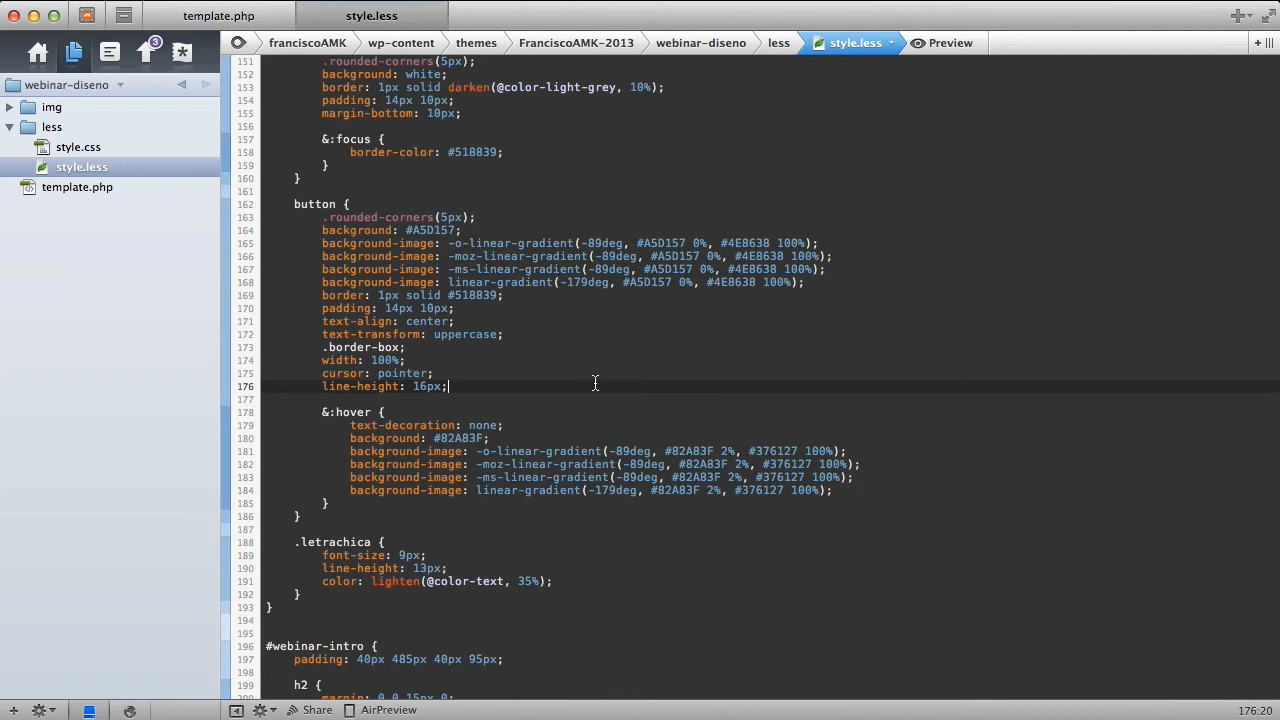 template.php
style.less
3
franciscoAMK
wp-content
themes
FranciscoAMK-2013
webinar-diseno
less
style.less
Preview
webinar-diseno
img
less
style.css
style.less
template.php
151 .rounded-corners(5px);
152 background: white;
153 border: 1px solid darken(@color-light-grey, 10%);
154 padding: 14px 10px;
155 margin-bottom: 10px;
156
157 &:focus {
158 border-color: #518839;
159 }
160 }
161
162 button {
163 .rounded-corners(5px);
164 background: #A5D157;
165 background-image: -o-linear-gradient(-89deg, #A5D157 0%, #4E8638 100%);
166 background-image: -moz-linear-gradient(-89deg, #A5D157 0%, #4E8638 100%);
167 background-image: -ms-linear-gradient(-89deg, #A5D157 0%, #4E8638 100%);
168 background-image: linear-gradient(-179deg, #A5D157 0%, #4E8638 100%);
169 border: 1px solid #518839;
170 padding: 14px 10px;
171 text-align: center;
172 text-transform: uppercase;
173 .border-box;
174 width: 100%;
175 cursor: pointer;
176 line-height: 16px;
177
178 &:hover {
179 text-decoration: none;
180 background: #82A83F;
181 background-image: -o-linear-gradient(-89deg, #82A83F 2%, #376127 100%);
182 background-image: -moz-linear-gradient(-89deg, #82A83F 2%, #376127 100%);
183 background-image: -ms-linear-gradient(-89deg, #82A83F 2%, #376127 100%);
184 background-image: linear-gradient(-179deg, #82A83F 2%, #376127 100%);
185 }
186 }
187
188 .letrachica {
189 font-size: 9px;
190 line-height: 13px;
191 color: lighten(@color-text, 35%);
192 }
193 }
194
195
196 #webinar-intro {
197 padding: 40px 485px 40px 95px;
198
199 h2 {
200 margin: 0 0 15px 0;
Share
AirPreview
176:20